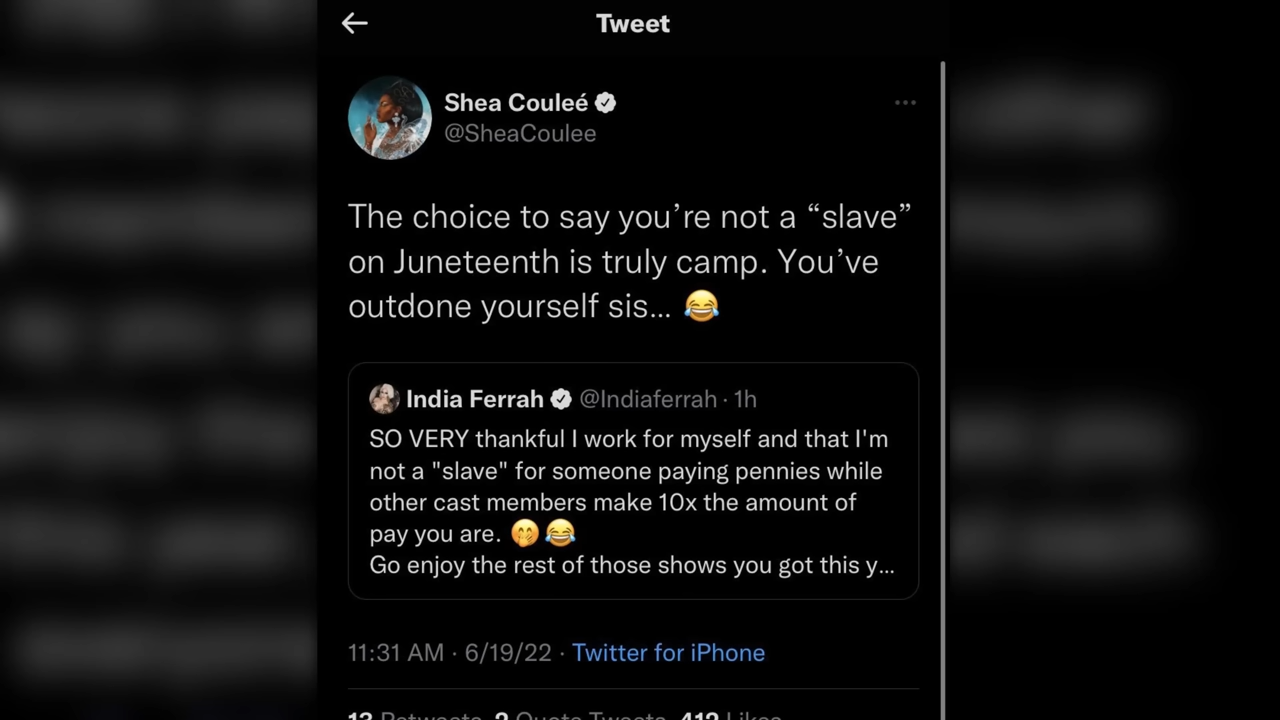 Tweet
Shea Couleé
@SheaCoulee
The choice to say you’re not a “slave”
on Juneteenth is truly camp. You’ve
outdone yourself sis... 😂
India Ferrah @Indiaferrah · 1h
SO VERY thankful I work for myself and that I'm
not a "slave" for someone paying pennies while
other cast members make 10x the amount of
pay you are. 🤭😂
Go enjoy the rest of those shows you got this y...
11:31 AM · 6/19/22 · Twitter for iPhone
13 Retweets 2 Quote Tweets 412 Likes